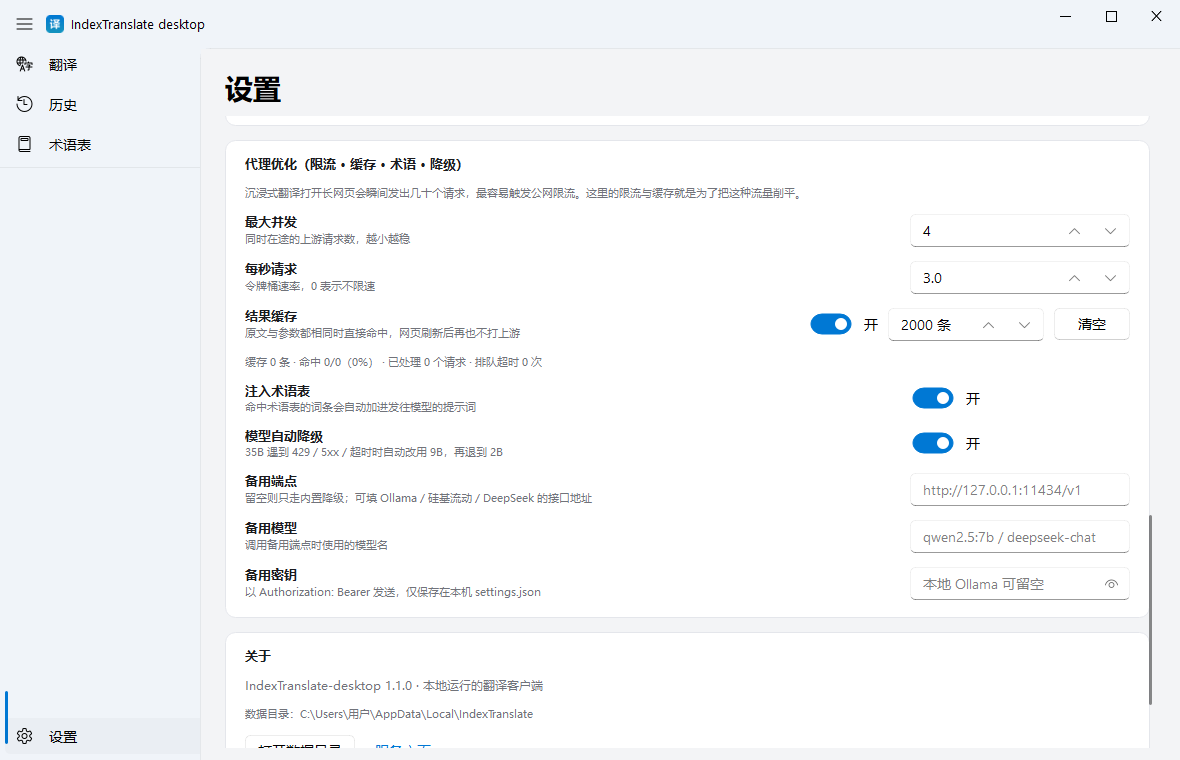 译 IndexTranslate desktop
翻译
历史
术语表
设置
设置
代理优化（限流 • 缓存 • 术语 • 降级）
沉浸式翻译打开长网页会瞬间发出几十个请求，最容易触发公网限流。这里的限流与缓存就是为了把这种流量削平。
最大并发
同时在途的上游请求数，越小越稳
4
每秒请求
令牌桶速率，0 表示不限速
3.0
结果缓存
原文与参数都相同时直接命中，网页刷新后再也不打上游
开
2000 条
清空
缓存 0 条 · 命中 0/0（0%） · 已处理 0 个请求 · 排队超时 0 次
注入术语表
命中术语表的词条会自动加进发往模型的提示词
开
模型自动降级
35B 遇到 429 / 5xx / 超时时自动改用 9B，再退到 2B
开
备用端点
留空则只走内置降级；可填 Ollama / 硅基流动 / DeepSeek 的接口地址
http://127.0.0.1:11434/v1
备用模型
调用备用端点时使用的模型名
qwen2.5:7b / deepseek-chat
备用密钥
以 Authorization: Bearer 发送，仅保存在本机 settings.json
本地 Ollama 可留空
关于
IndexTranslate-desktop 1.1.0 · 本地运行的翻译客户端
数据目录：C:\Users\用户\AppData\Local\IndexTranslate
打开数据目录